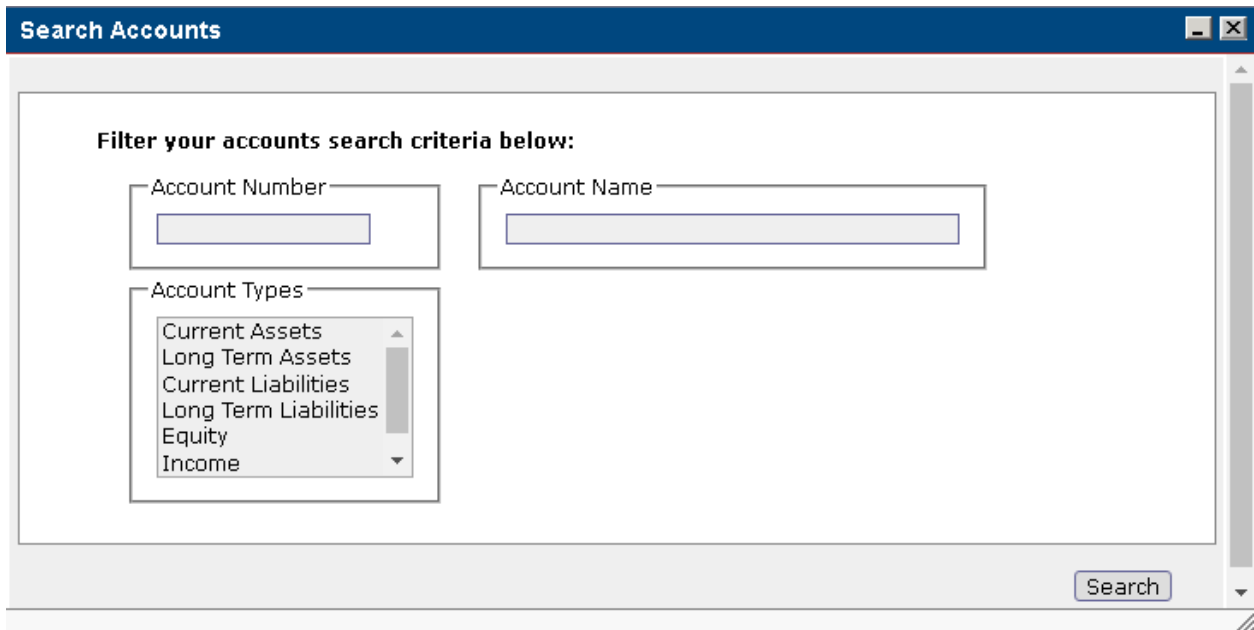 Search Accounts
Filter your accounts search criteria below:
Account Number
Account Name
Account Types
Current Assets
Long Term Assets
Current Liabilities
Long Term Liabilities
Equity
Income
Search